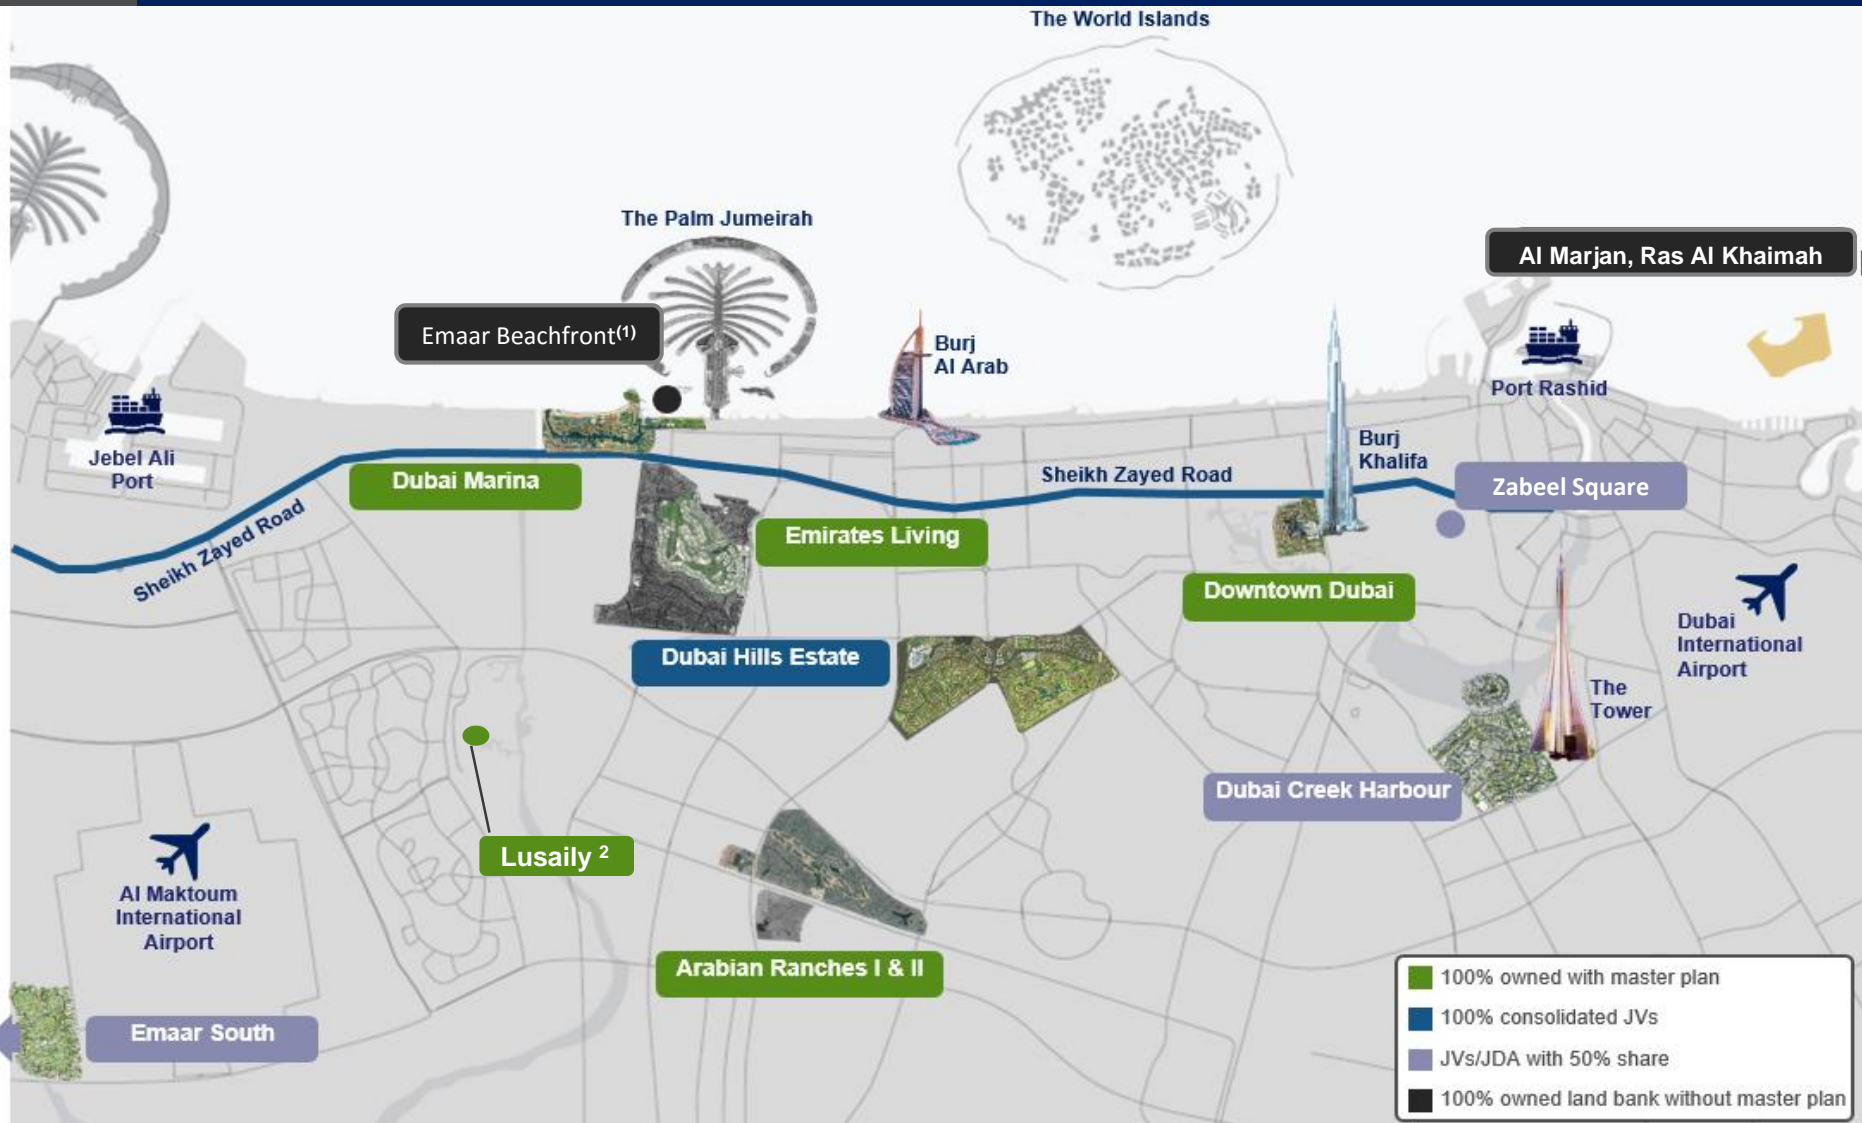 The World Islands
The Palm Jumeirah
Al Marjan, Ras Al Khaimah
Emaar Beachfront(1)
Burj
Al Arab
Port Rashid
Jebel Ali
Port
Burj
Khalifa
Dubai Marina
Sheikh Zayed Road
Zabeel Square
Sheikh Zayed Road
Emirates Living
Downtown Dubai
Dubai
International
Airport
Dubai Hills Estate
The
Tower
Dubai Creek Harbour
Lusaily 2
Al Maktoum
International
Airport
Arabian Ranches I & II
Emaar South
100% owned with master plan
100% consolidated JVs
JVs/JDA with 50% share
100% owned land bank without master plan